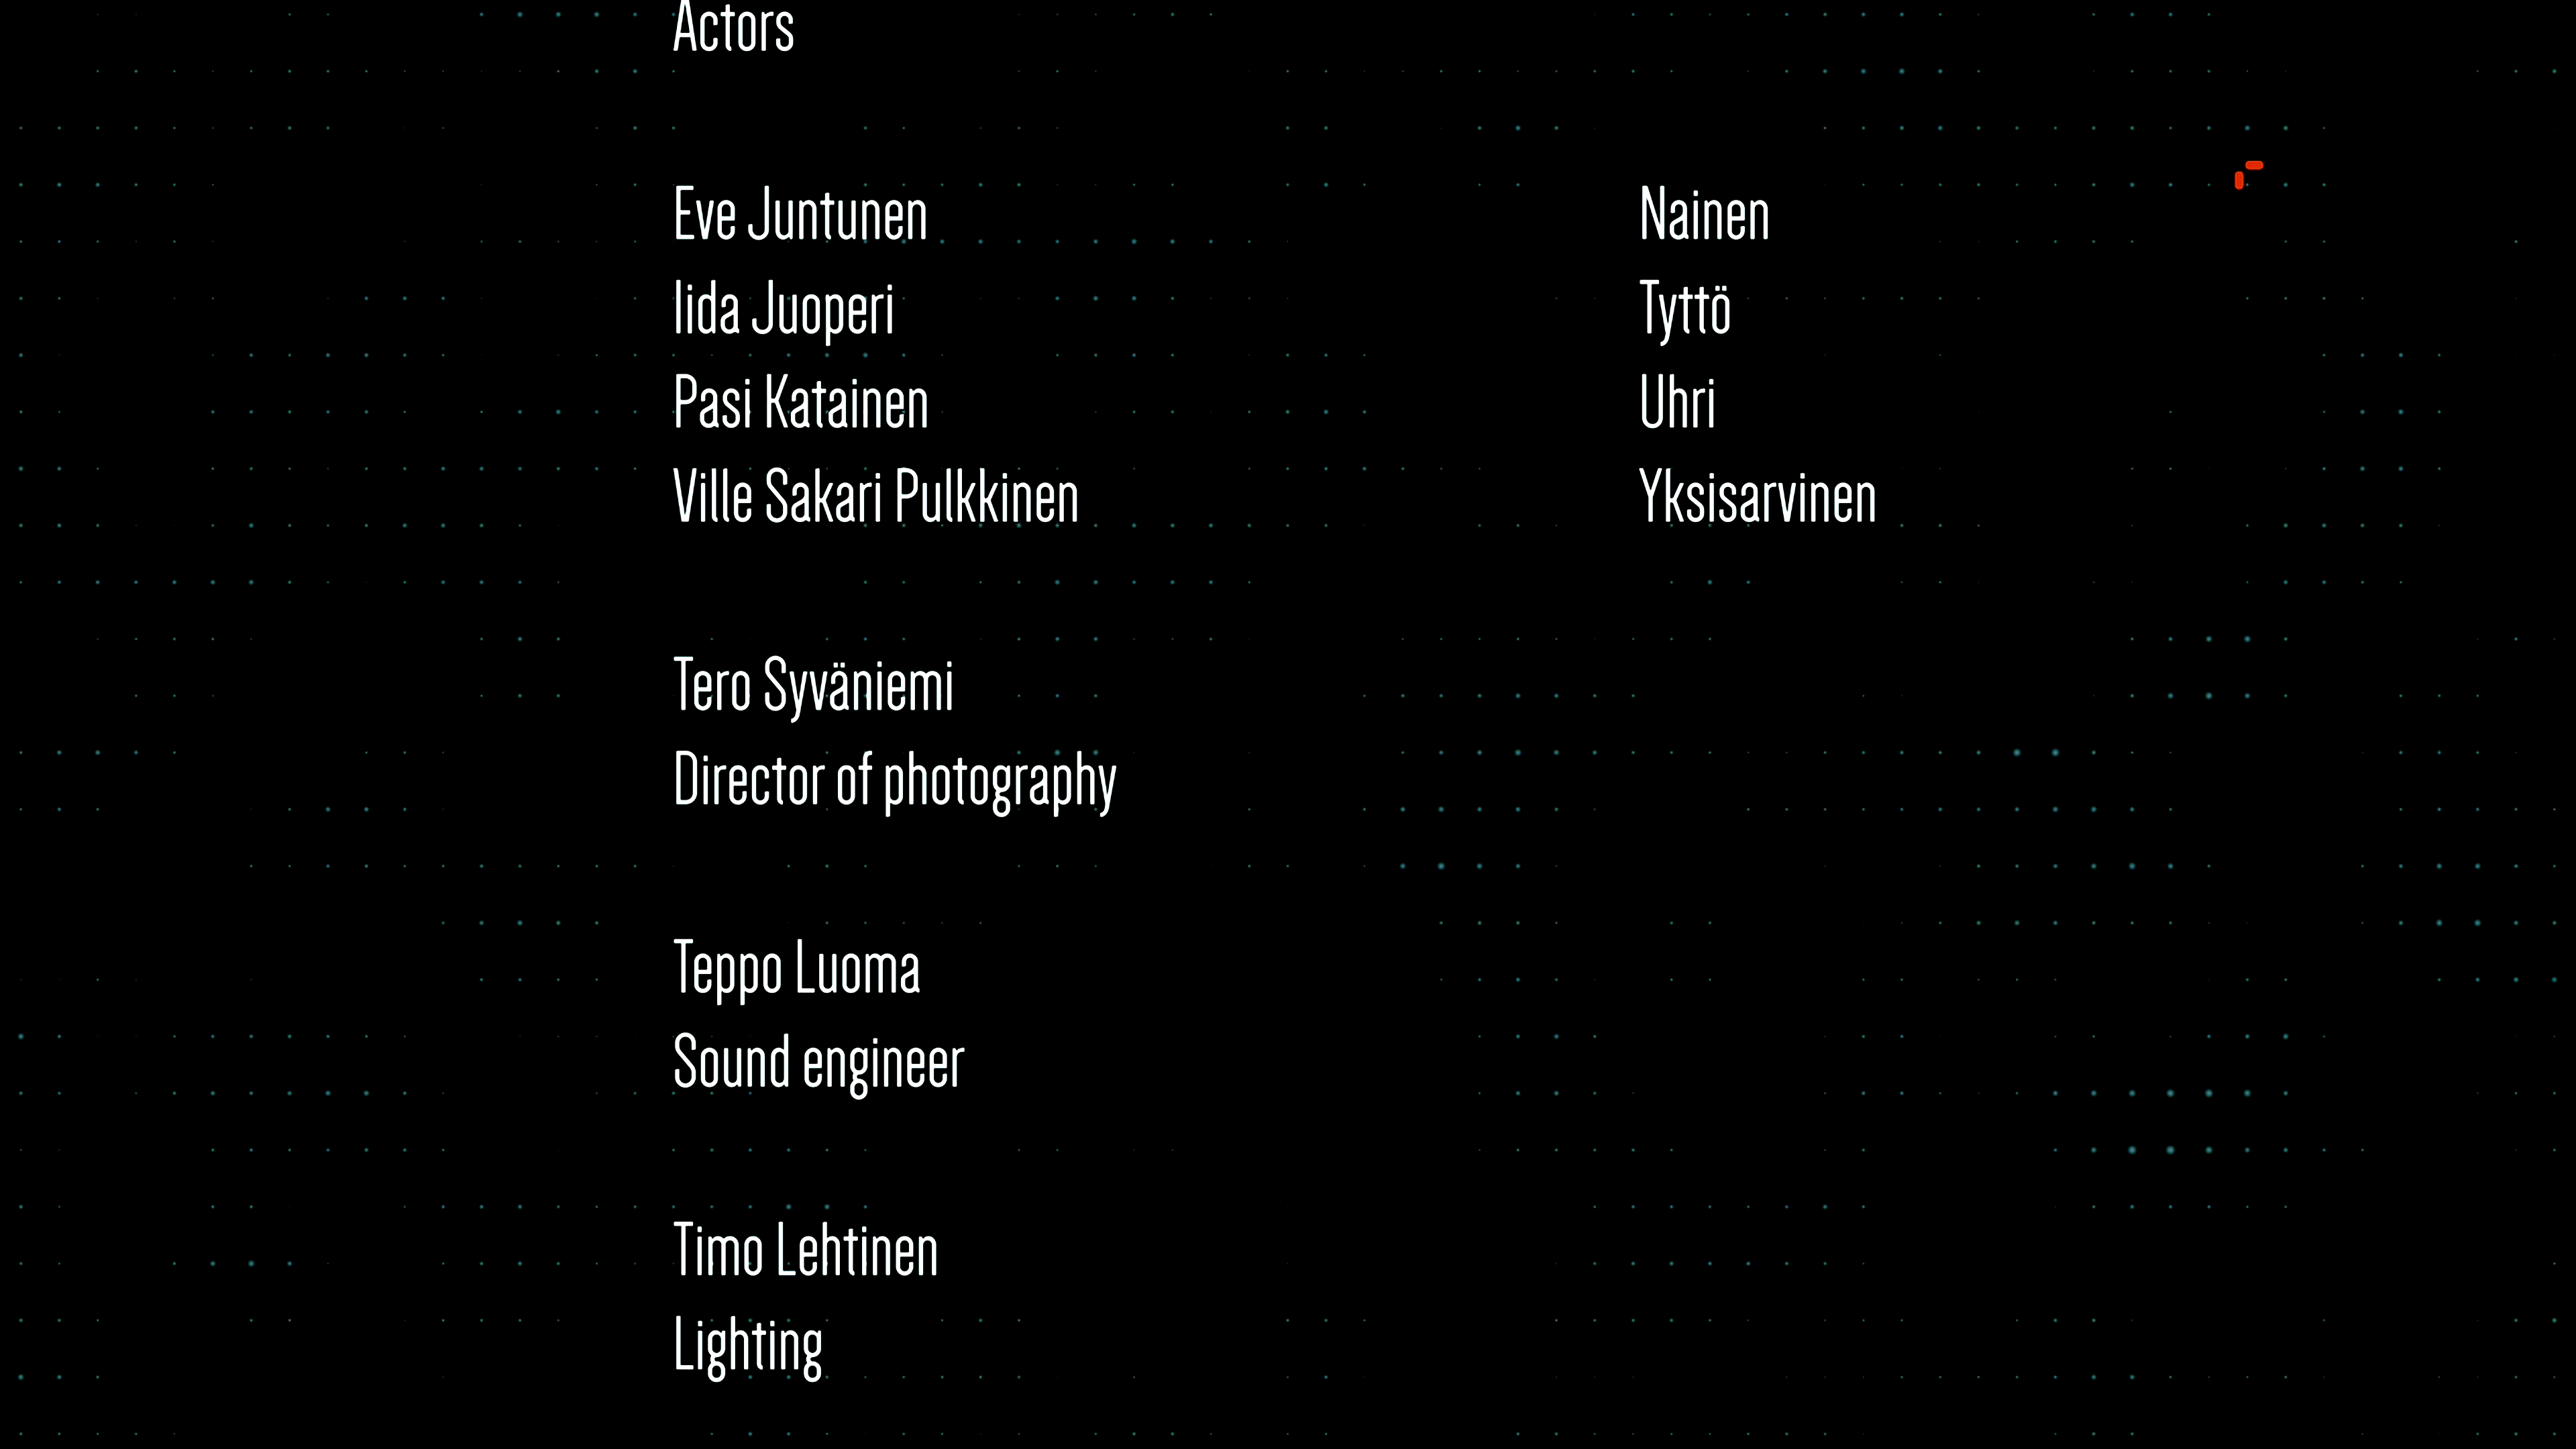 Actors
Eve Juntunen Nainen
Iida Juoperi Tyttö
Pasi Katainen Uhri
Ville Sakari Pulkkinen Yksisarvinen
Tero Syväniemi
Director of photography
Teppo Luoma
Sound engineer
Timo Lehtinen
Lighting